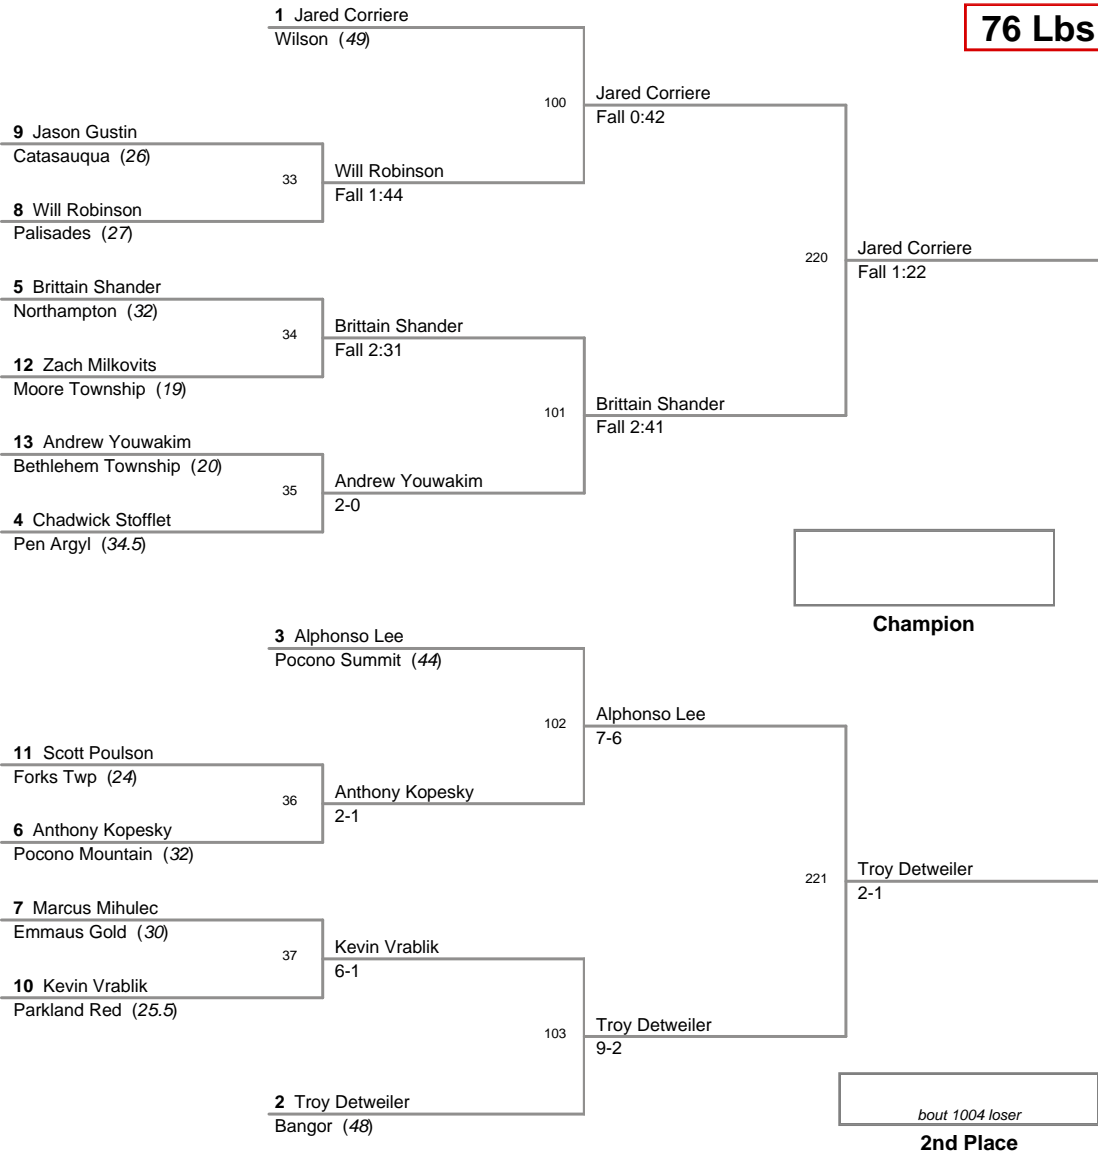 1 Jared Corriere
Wilson (49)
76 Lbs
100
Jared Corriere
Fall 0:42
9 Jason Gustin
Catasauqua (26)
33
Will Robinson
Fall 1:44
8 Will Robinson
Palisades (27)
220
Jared Corriere
Fall 1:22
5 Brittain Shander
Northampton (32)
34
Brittain Shander
Fall 2:31
12 Zach Milkovits
Moore Township (19)
101
Brittain Shander
Fall 2:41
13 Andrew Youwakim
Bethlehem Township (20)
35
Andrew Youwakim
2-0
4 Chadwick Stofflet
Pen Argyl (34.5)
Champion
3 Alphonso Lee
Pocono Summit (44)
102
Alphonso Lee
7-6
11 Scott Poulson
Forks Twp (24)
36
Anthony Kopesky
2-1
6 Anthony Kopesky
Pocono Mountain (32)
221
Troy Detweiler
2-1
7 Marcus Mihulec
Emmaus Gold (30)
37
Kevin Vrablik
6-1
10 Kevin Vrablik
Parkland Red (25.5)
103
Troy Detweiler
9-2
2 Troy Detweiler
Bangor (48)
bout 1004 loser
2nd Place